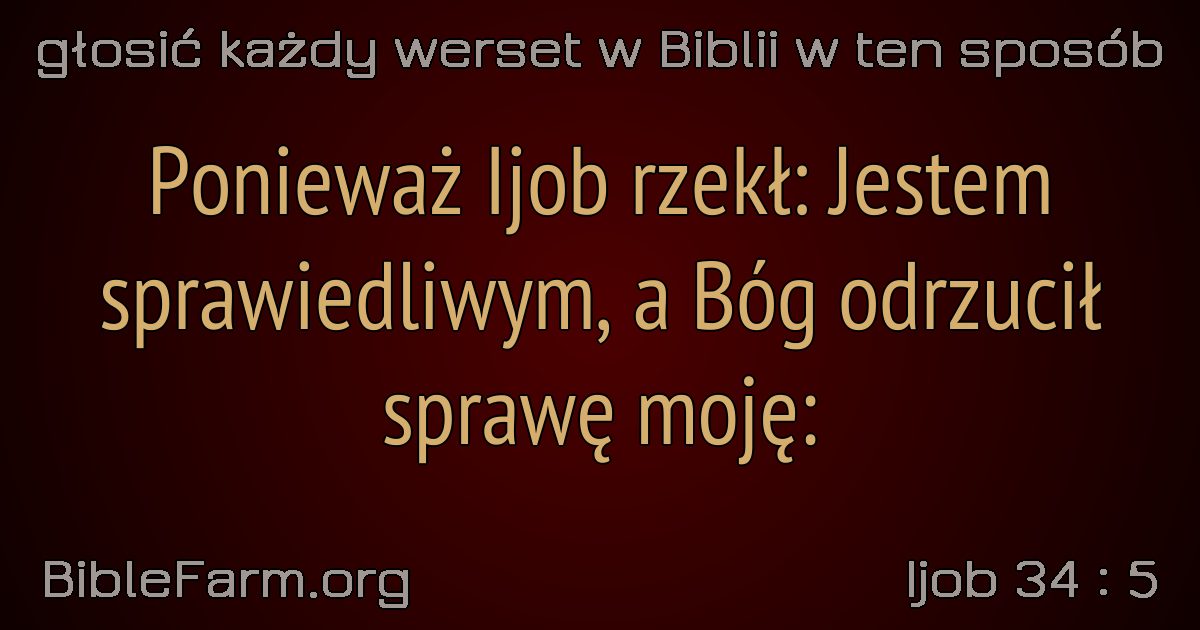 głosić każdy werset w Biblii w ten sposób
Ponieważ Ijob rzekł: Jestem
sprawiedliwym, a Bóg odrzucił
sprawę moję:
BibleFarm.org
Ijob 34 : 5